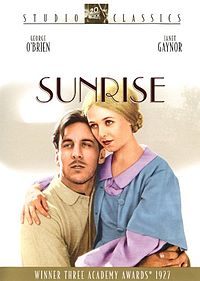 STUDIO CLASSICS
GEORGE O'BRIEN
JANET GAYNOR
SUNRISE
WINNER THREE ACADEMY AWARDS® 1927